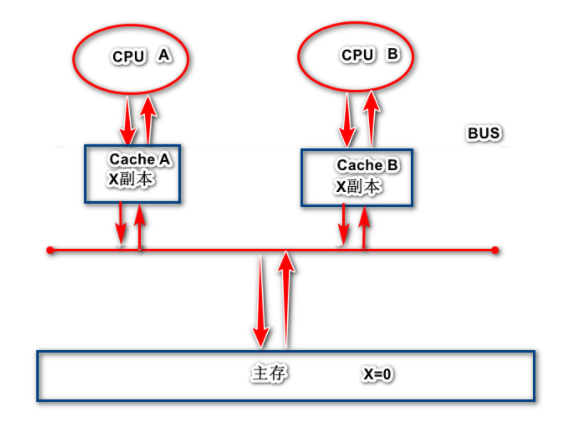 CPU A
CPU B
BUS
Cache A
X副本
Cache B
X副本
主存 X=0